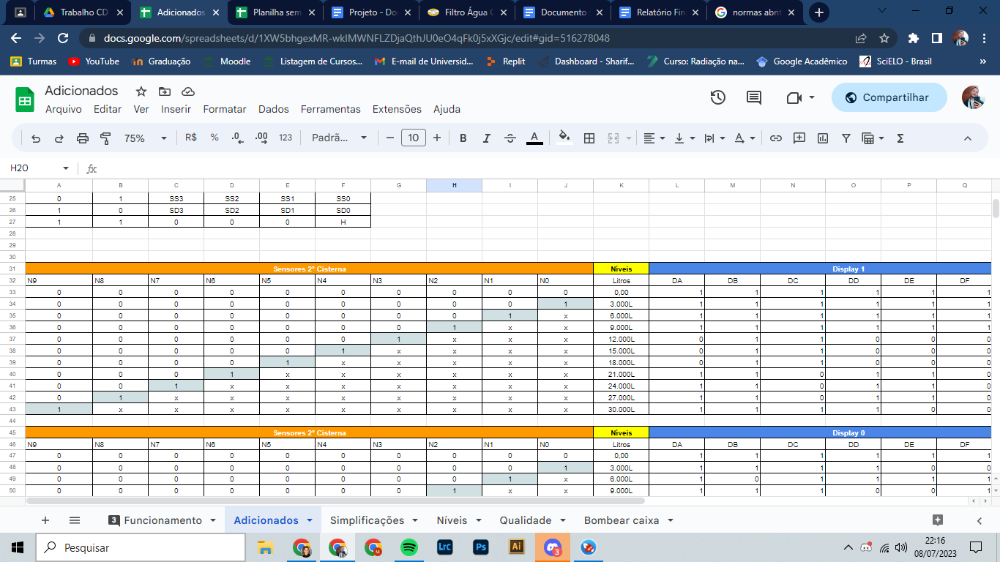 Trabalho CD
Adicionados
Planilha sem
Projeto - Do
Filtro Água C
Documento
Relatório Fin
normas abnt
docs.google.com/spreadsheets/d/1XW5bhgexMR-wkIMWNFLZDjaQthJU0eO4qFk0j5xXGjc/edit#gid=516278048
Turmas YouTube Graduação Moodle Listagem de Cursos... E-mail de Universid... Replit Dashboard - Sharif... Curso: Radiação na... Google Acadêmico SciELO - Brasil »
Adicionados
Arquivo Editar Ver Inserir Formatar Dados Ferramentas Extensões Ajuda
Compartilhar
75% R$ % .0 .00 123 Padrã... − 10 + B I S A Σ
H20 fx
A B C D E F G H I J K L M N O P Q
25 0 1 SS3 SS2 SS1 SS0
26 1 0 SD3 SD2 SD1 SD0
27 1 1 0 0 0 H
28
29
30
31 Sensores 2ª Cisterna Níveis Display 1
32 N9 N8 N7 N6 N5 N4 N3 N2 N1 N0 Litros DA DB DC DD DE DF
33 0 0 0 0 0 0 0 0 0 0 0,00 1 1 1 1 1 1
34 0 0 0 0 0 0 0 0 0 1 3.000L 1 1 1 1 1 1
35 0 0 0 0 0 0 0 0 1 x 6.000L 1 1 1 1 1 1
36 0 0 0 0 0 0 0 1 x x 9.000L 1 1 1 1 1 1
37 0 0 0 0 0 0 1 x x x 12.000L 0 1 1 0 0 0
38 0 0 0 0 0 1 x x x x 15.000L 0 1 1 0 0 0
39 0 0 0 0 1 x x x x x 18.000L 0 1 1 0 0 0
40 0 0 0 1 x x x x x x 21.000L 1 1 0 1 1 0
41 0 0 1 x x x x x x x 24.000L 1 1 0 1 1 0
42 0 1 x x x x x x x x 27.000L 1 1 0 1 1 0
43 1 x x x x x x x x x 30.000L 1 1 1 1 0 0
44
45 Sensores 2ª Cisterna Níveis Display 0
46 N9 N8 N7 N6 N5 N4 N3 N2 N1 N0 Litros DA DB DC DD DE DF
47 0 0 0 0 0 0 0 0 0 0 0,00 1 1 1 1 1 1
48 0 0 0 0 0 0 0 0 0 1 3.000L 1 1 1 1 0 0
49 0 0 0 0 0 0 0 0 1 x 6.000L 1 0 1 1 1 1
50 0 0 0 0 0 0 0 1 x x 9.000L 1 1 1 0 0 1
3 Funcionamento Adicionados Simplificações Níveis Qualidade Bombear caixa
Pesquisar
LrC Ps Ai 3
22:16
08/07/2023